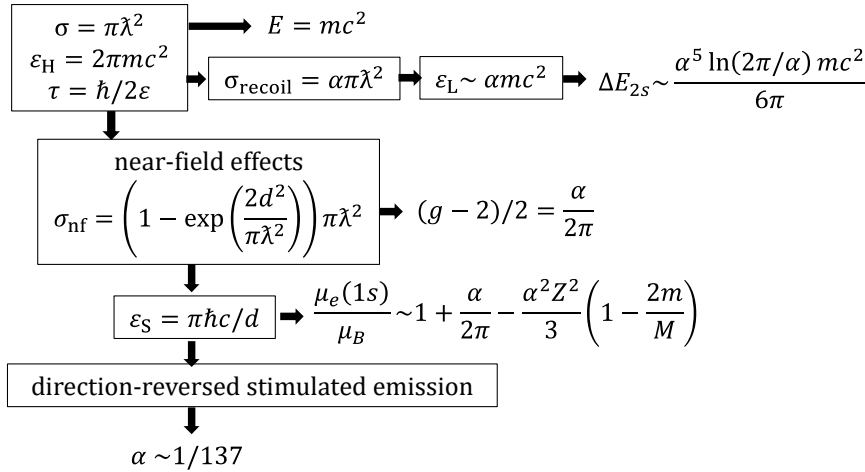 σ = πƛ²
E = mc²
ε_H = 2πmc²
τ = ℏ/2ε
σ_recoil = απƛ²
ε_L~ αmc²
ΔE_2s ~ α⁵ ln(2π/α) mc² / 6π
near-field effects
σ_nf = (1 − exp(2d²/πƛ²)) πƛ²
(g − 2)/2 = α/2π
ε_S = πℏc/d
μ_e(1s)/μ_B ~1 + α/2π − α²Z²/3 (1 − 2m/M)
direction-reversed stimulated emission
α ~1/137